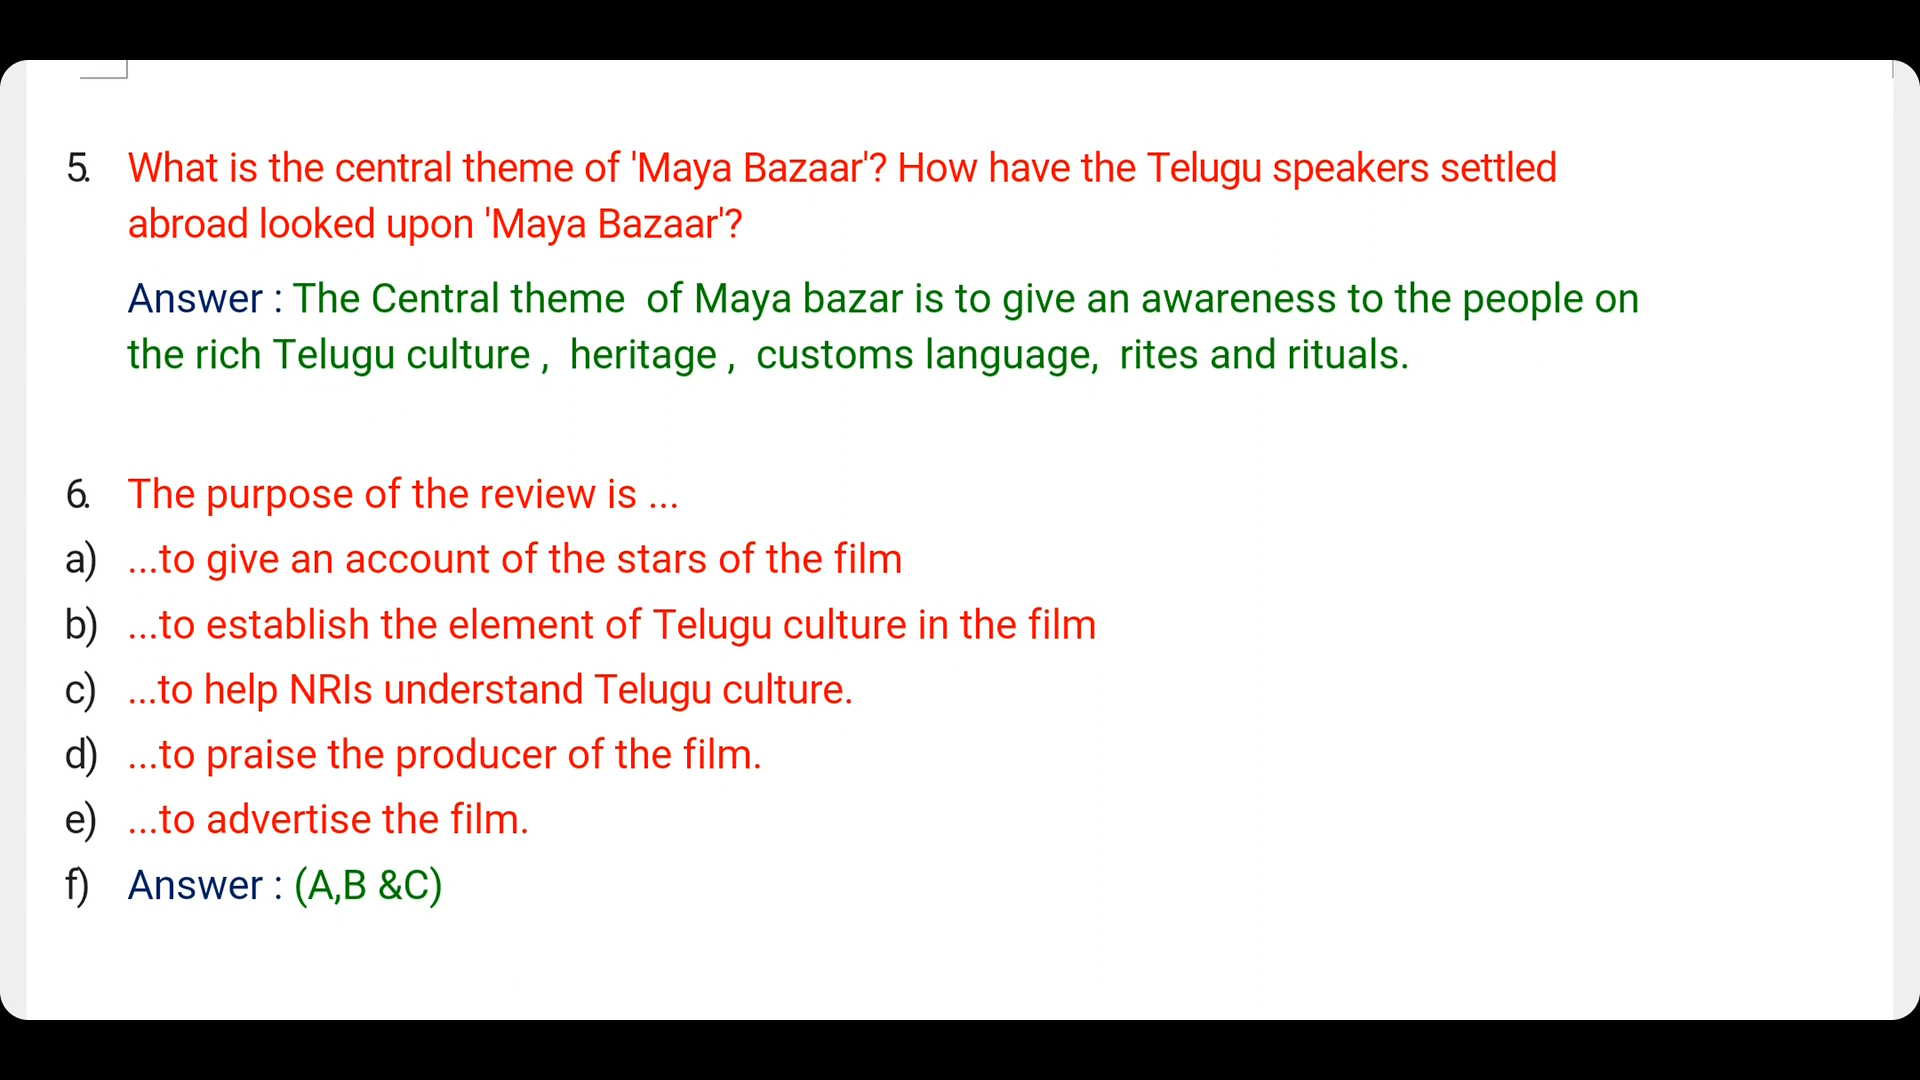 5. What is the central theme of 'Maya Bazaar'? How have the Telugu speakers settled
abroad looked upon 'Maya Bazaar'?
Answer : The Central theme of Maya bazar is to give an awareness to the people on
the rich Telugu culture , heritage , customs language, rites and rituals.
6. The purpose of the review is ...
a) ...to give an account of the stars of the film
b) ...to establish the element of Telugu culture in the film
c) ...to help NRIs understand Telugu culture.
d) ...to praise the producer of the film.
e) ...to advertise the film.
f) Answer : (A,B &C)